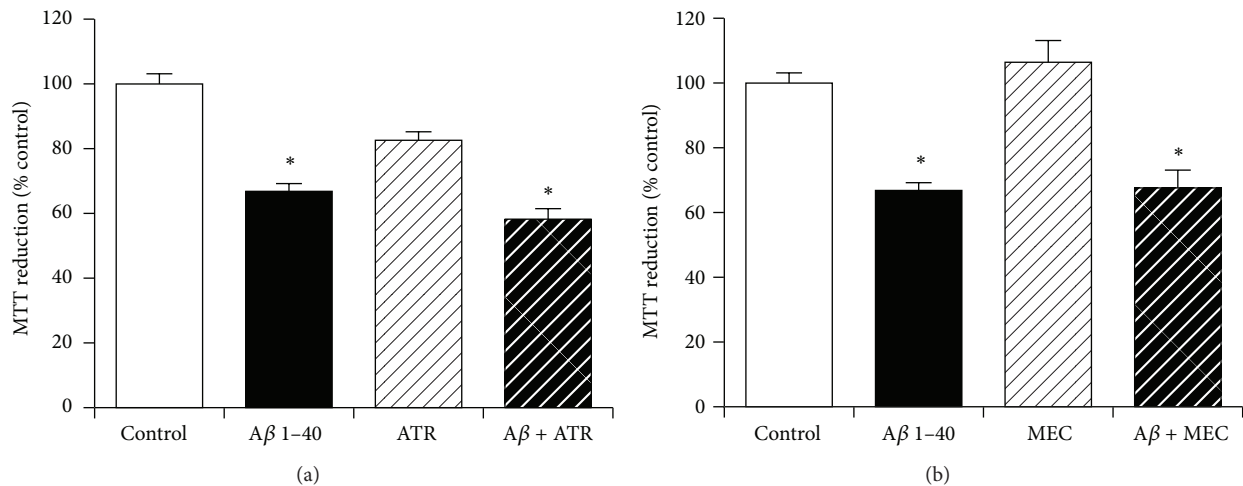 120
100
80
60
40
20
0
MTT reduction (% control)
*
*
Control
Aβ 1–40
ATR
Aβ + ATR
(a)
120
100
80
60
40
20
0
MTT reduction (% control)
*
*
Control
Aβ 1–40
MEC
Aβ + MEC
(b)